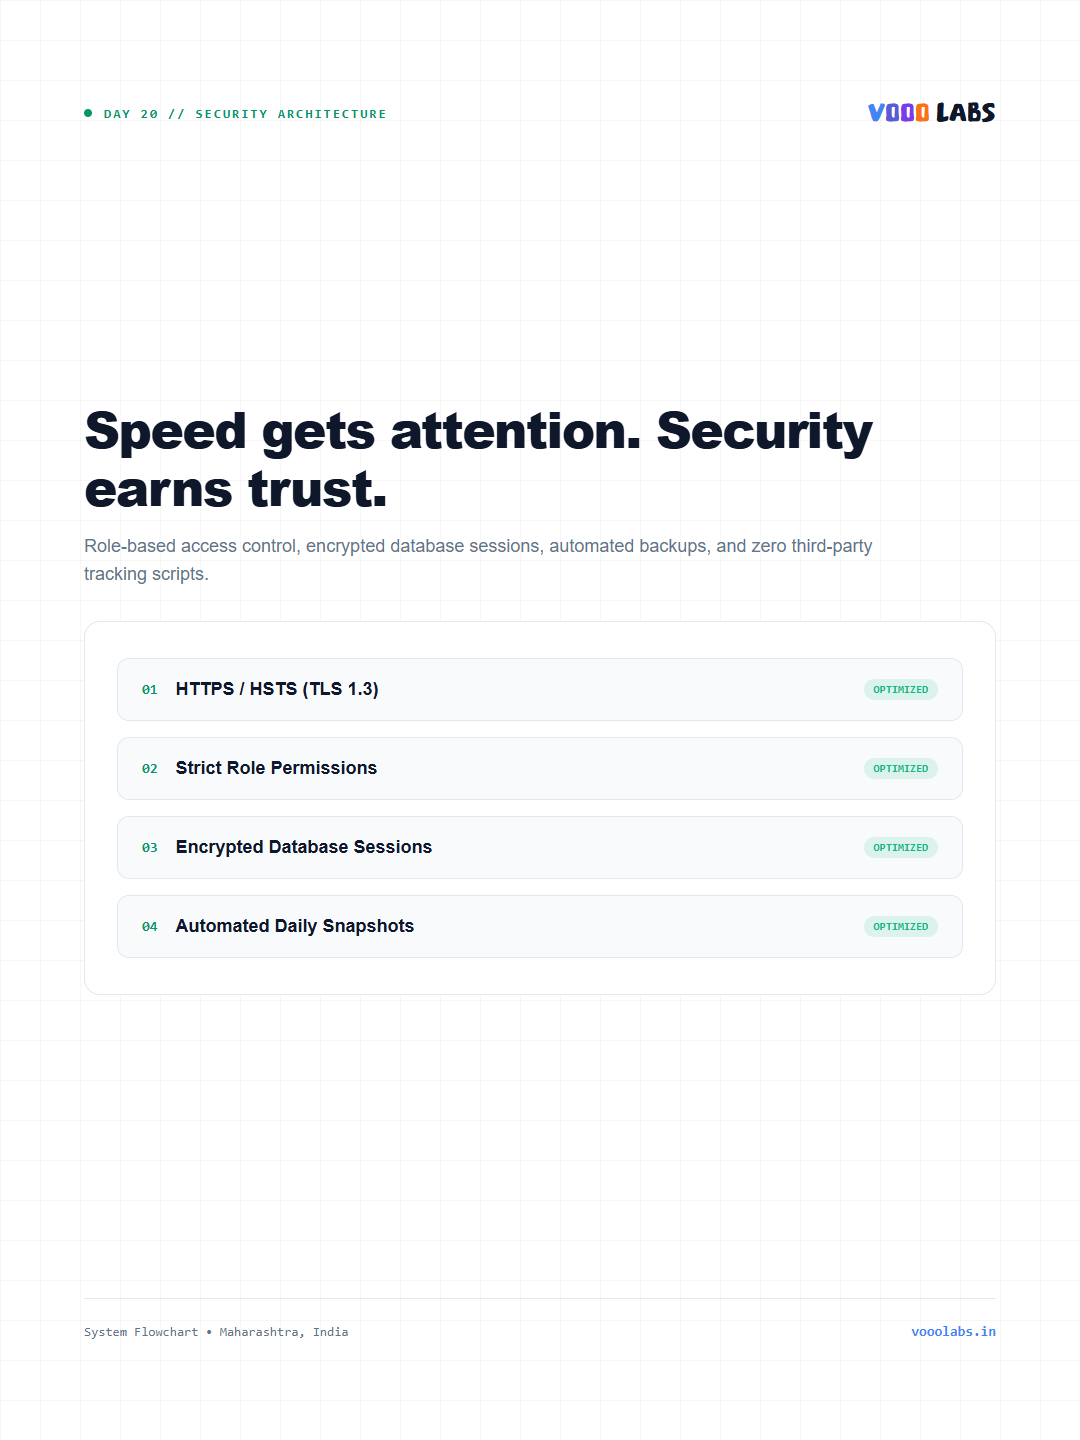 DAY 20 // SECURITY ARCHITECTURE
VOOO LABS
Speed gets attention. Security
earns trust.
Role-based access control, encrypted database sessions, automated backups, and zero third-party
tracking scripts.
01 HTTPS / HSTS (TLS 1.3) OPTIMIZED
02 Strict Role Permissions OPTIMIZED
03 Encrypted Database Sessions OPTIMIZED
04 Automated Daily Snapshots OPTIMIZED
System Flowchart • Maharashtra, India
vooolabs.in